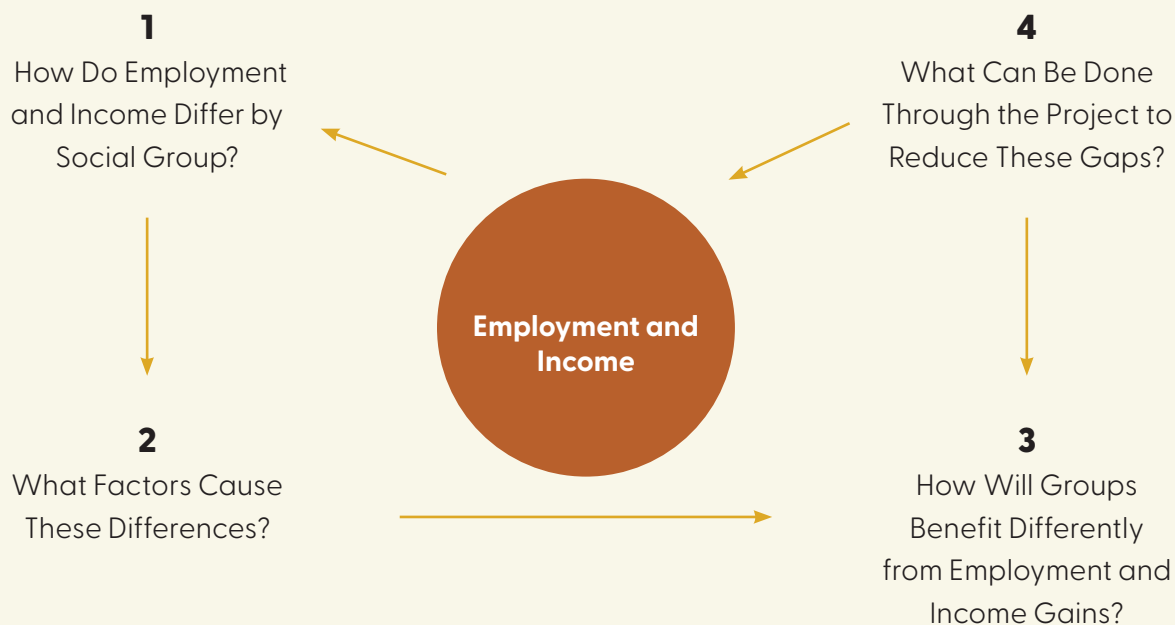 1
How Do Employment
and Income Differ by
Social Group?
2
What Factors Cause
These Differences?
Employment and
Income
3
How Will Groups
Benefit Differently
from Employment and
Income Gains?
4
What Can Be Done
Through the Project to
Reduce These Gaps?